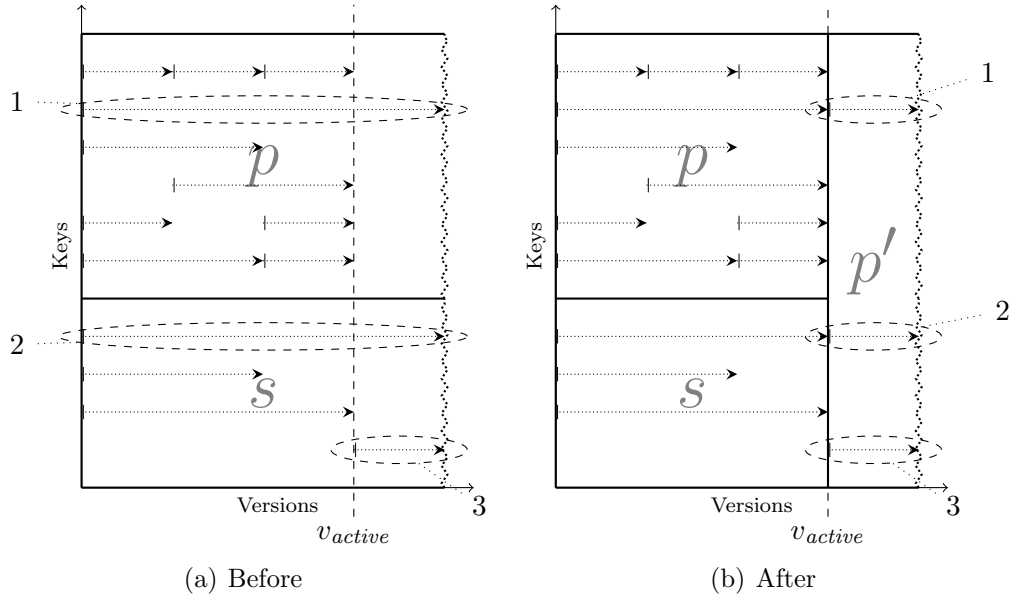 1
p
Keys
2
s
Versions
3
v_active
(a) Before
1
p
Keys
p′
2
s
Versions
3
v_active
(b) After